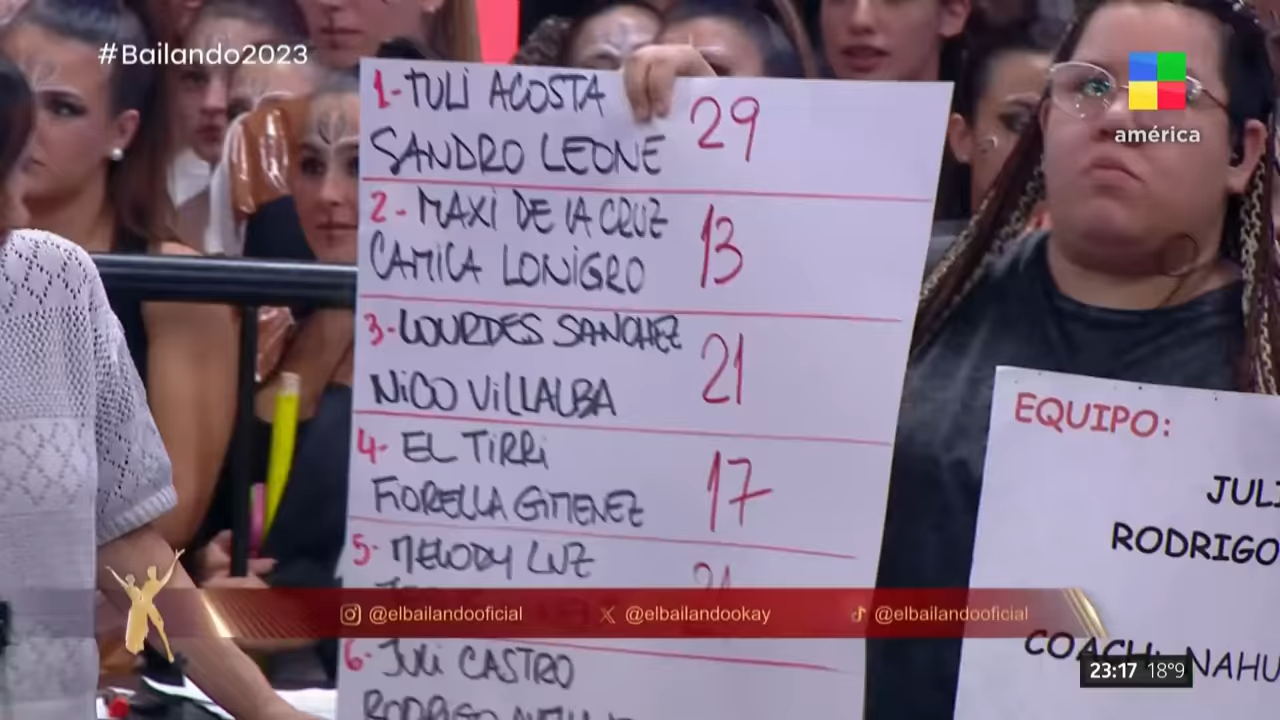 #Bailando2023
américa
1-TULI ACOSTA
SANDRO LEONE
29
2- MAXI DE LA CRUZ
CAMILA LONIGRO
13
3-LOURDES SANCHEZ
NICO VILLALBA
21
4- EL TIRRI
FIORELLA GIMENEZ
17
5- MELODY LUZ
6- JULI CASTRO
RODRIGO
EQUIPO:
JULI
RODRIGO
COACH: NAHU
@elbailandooficial
@elbailandookay
@elbailandooficial
23:17 18°9